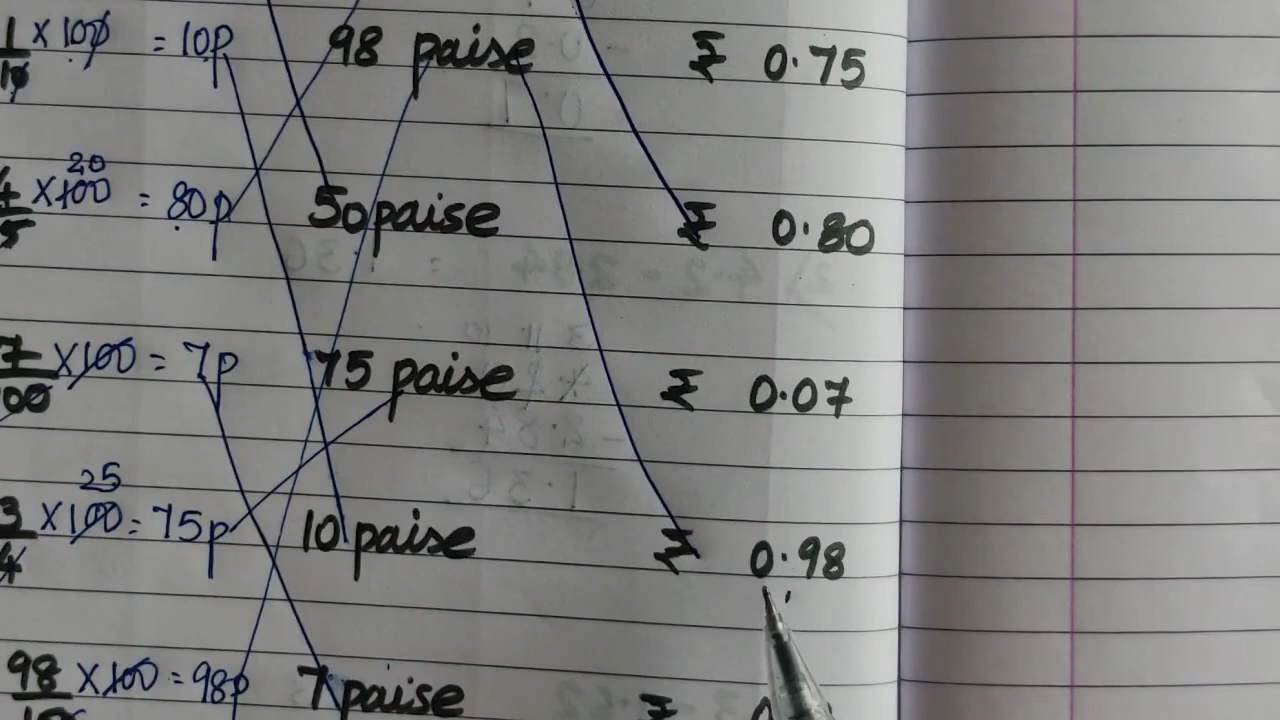 1/10 × 100 = 10p 98 paise ₹ 0.75
20
4/5 × 100 = 80p 50 paise ₹ 0.80
7/100 × 100 = 7p 75 paise ₹ 0.07
25
3/4 × 100 = 75p 10 paise ₹ 0.98
98/100 × 100 = 98p 7 paise ₹ 0